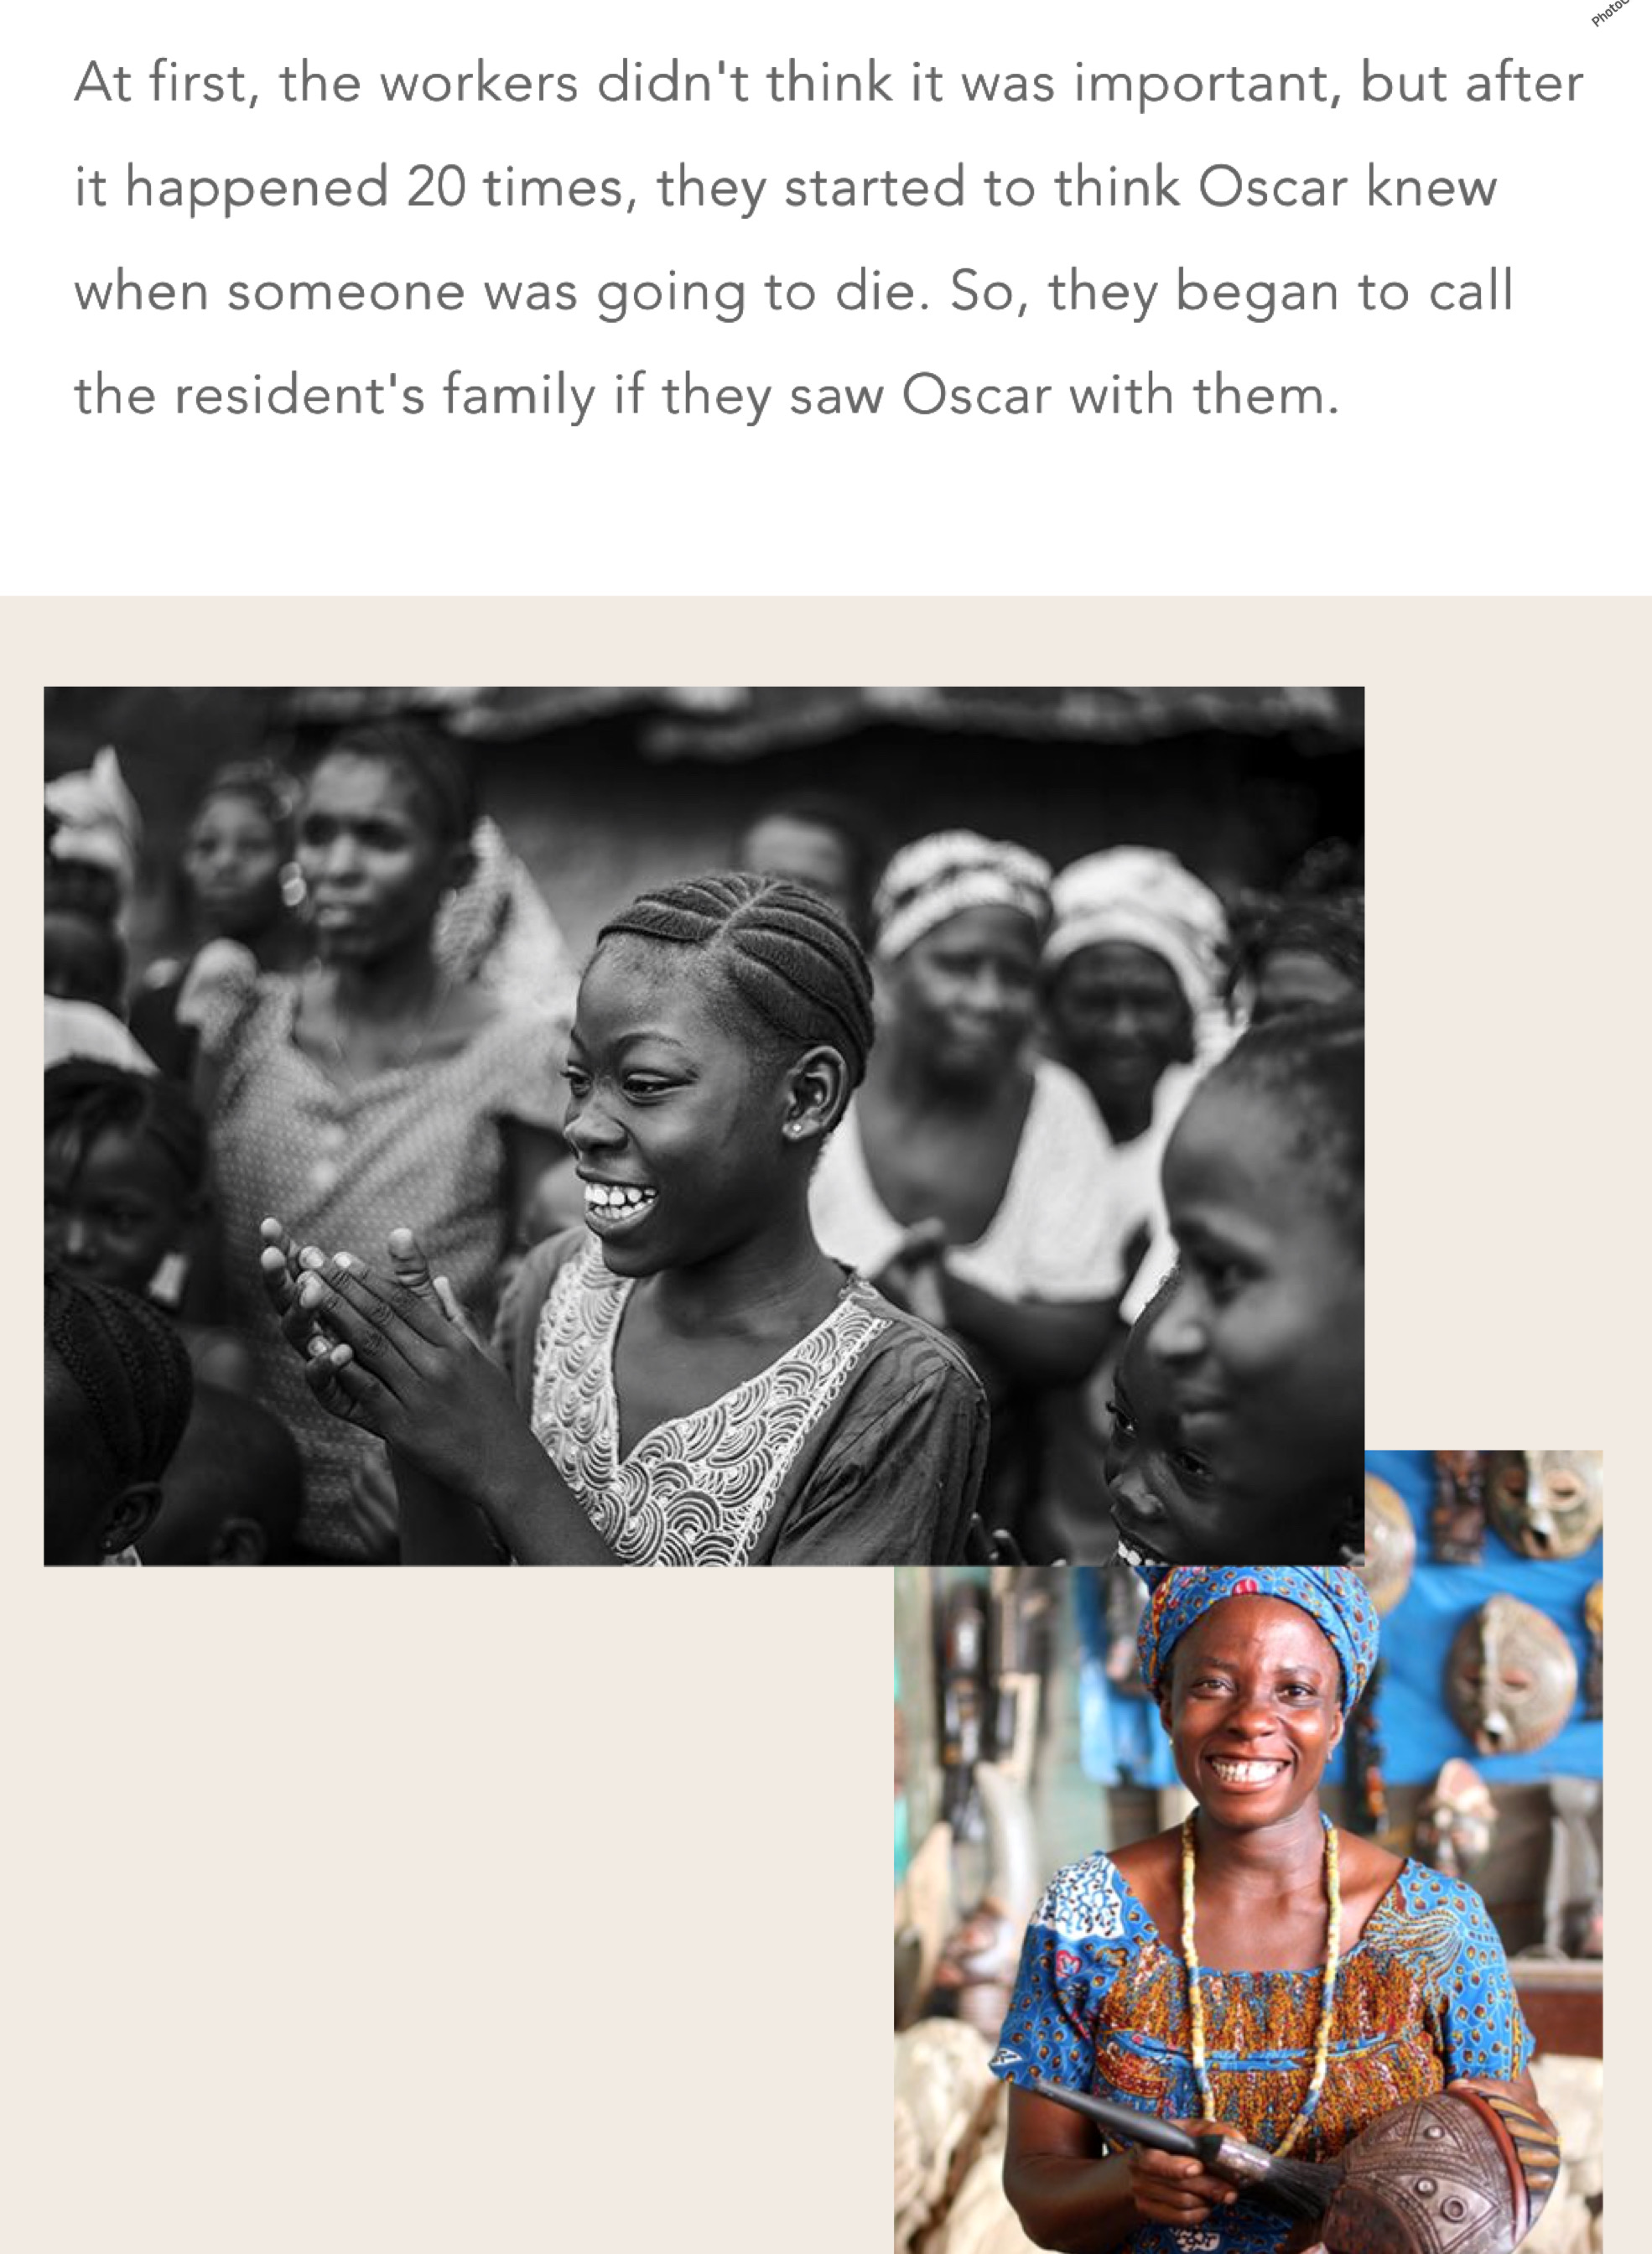 At first, the workers didn't think it was important, but after
it happened 20 times, they started to think Oscar knew
when someone was going to die. So, they began to call
the resident's family if they saw Oscar with them.